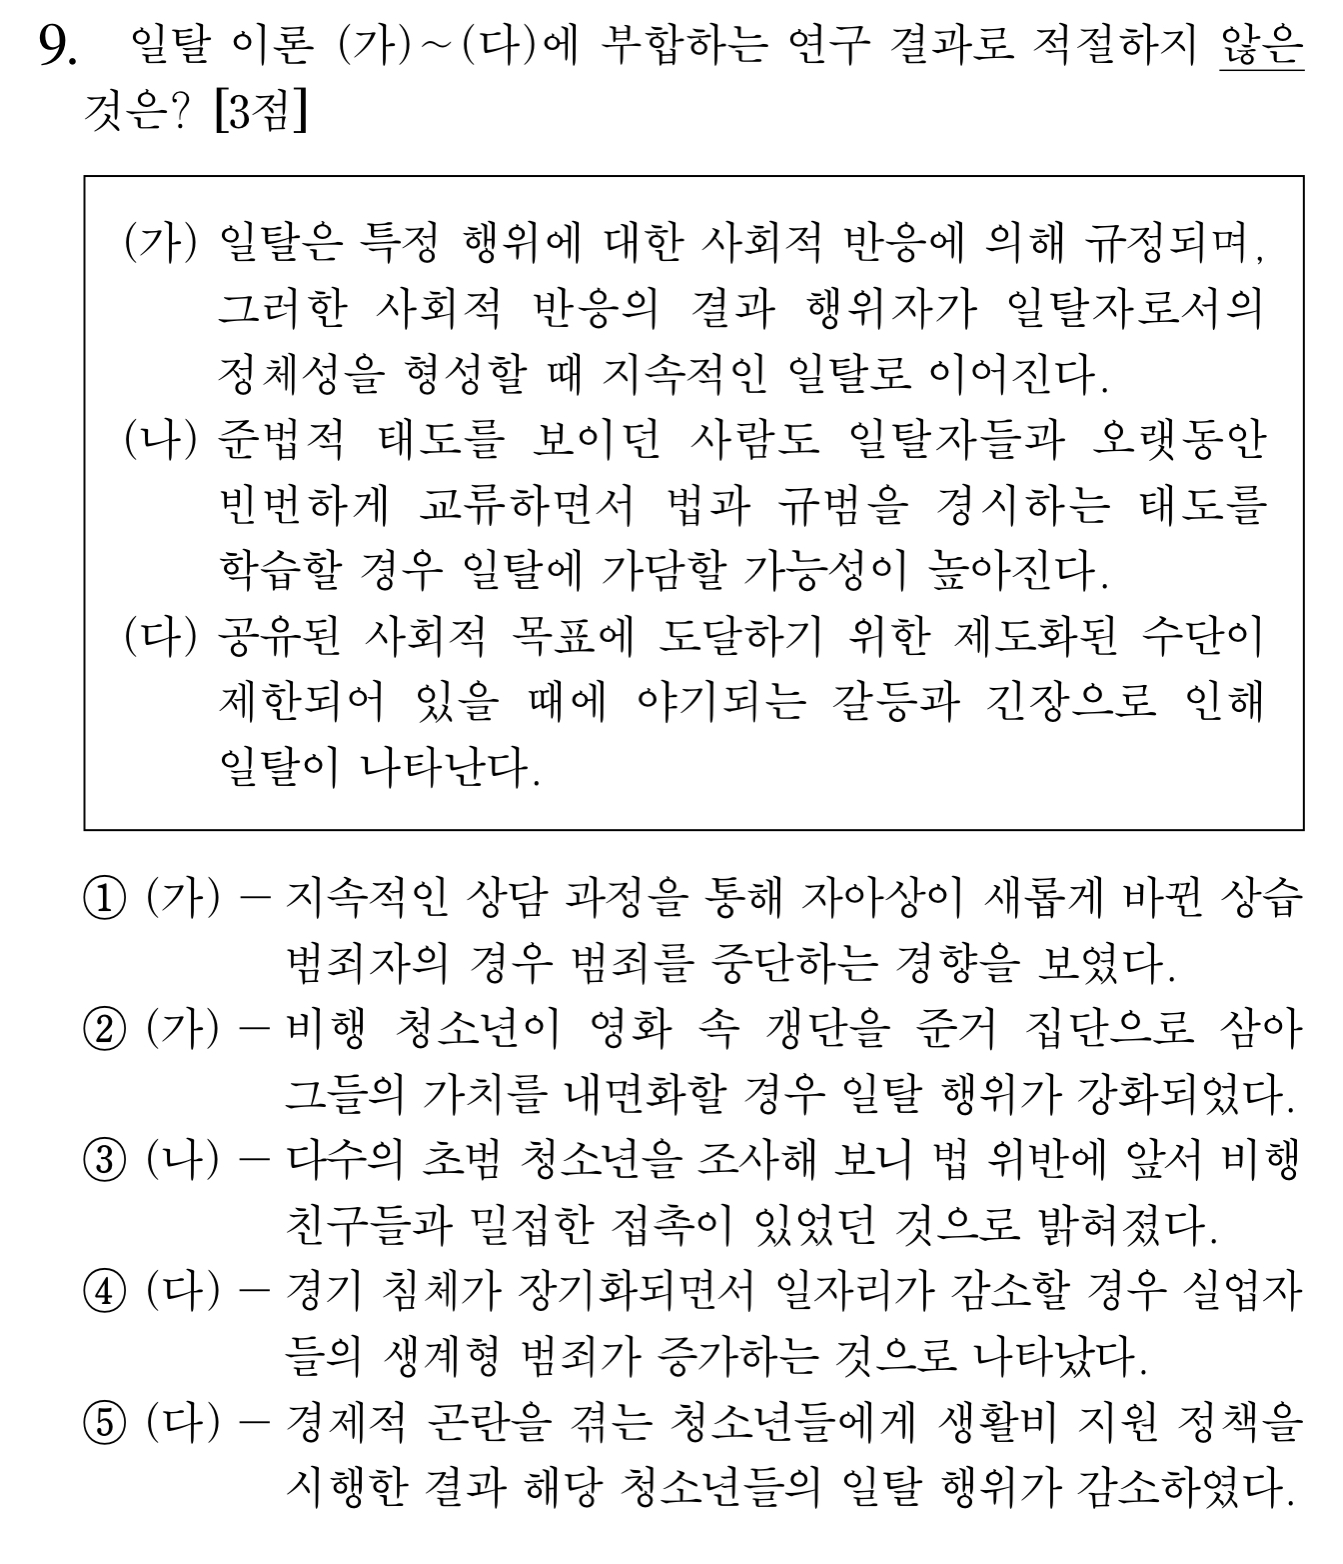 9. 일탈 이론 (가)~(다)에 부합하는 연구 결과로 적절하지 않은
것은? [3점]
(가) 일탈은 특정 행위에 대한 사회적 반응에 의해 규정되며,
그러한 사회적 반응의 결과 행위자가 일탈자로서의
정체성을 형성할 때 지속적인 일탈로 이어진다.
(나) 준법적 태도를 보이던 사람도 일탈자들과 오랫동안
빈번하게 교류하면서 법과 규범을 경시하는 태도를
학습할 경우 일탈에 가담할 가능성이 높아진다.
(다) 공유된 사회적 목표에 도달하기 위한 제도화된 수단이
제한되어 있을 때에 야기되는 갈등과 긴장으로 인해
일탈이 나타난다.
① (가) - 지속적인 상담 과정을 통해 자아상이 새롭게 바뀐 상습
범죄자의 경우 범죄를 중단하는 경향을 보였다.
② (가) - 비행 청소년이 영화 속 갱단을 준거 집단으로 삼아
그들의 가치를 내면화할 경우 일탈 행위가 강화되었다.
③ (나) - 다수의 초범 청소년을 조사해 보니 법 위반에 앞서 비행
친구들과 밀접한 접촉이 있었던 것으로 밝혀졌다.
④ (다) - 경기 침체가 장기화되면서 일자리가 감소할 경우 실업자
들의 생계형 범죄가 증가하는 것으로 나타났다.
⑤ (다) - 경제적 곤란을 겪는 청소년들에게 생활비 지원 정책을
시행한 결과 해당 청소년들의 일탈 행위가 감소하였다.